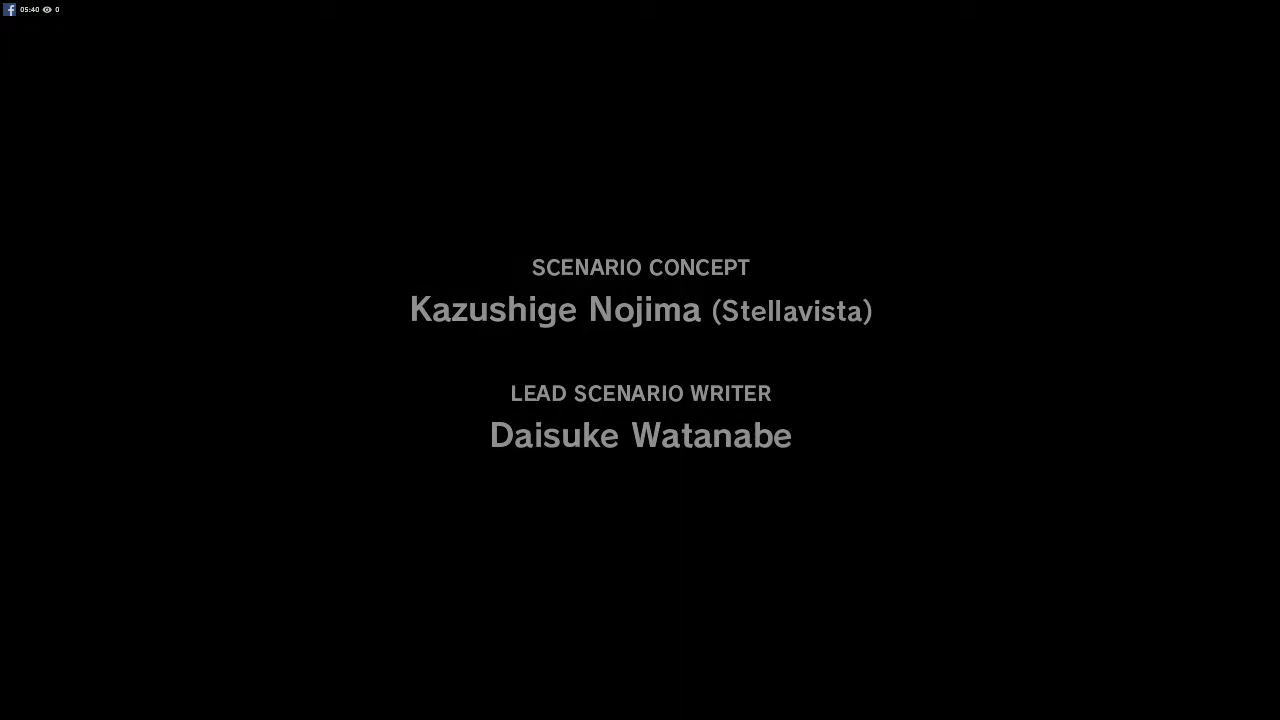 05:40 0
SCENARIO CONCEPT
Kazushige Nojima (Stellavista)
LEAD SCENARIO WRITER
Daisuke Watanabe